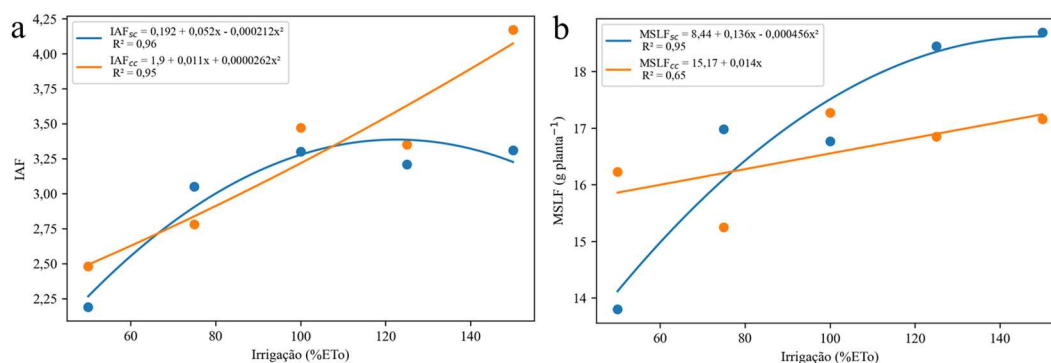 a
IAFsc = 0,192 + 0,052x - 0,000212x²
R² = 0,96
IAFcc = 1,9 + 0,011x + 0,0000262x²
R² = 0,95
4,25
4,00
3,75
3,50
3,25
3,00
2,75
2,50
2,25
IAF
60 80 100 120 140
Irrigação (%ETo)
b
MSLFsc = 8,44 + 0,136x - 0,000456x²
R² = 0,95
MSLFcc = 15,17 + 0,014x
R² = 0,65
18
17
16
15
14
MSLF (g planta⁻¹)
60 80 100 120 140
Irrigação (%ETo)